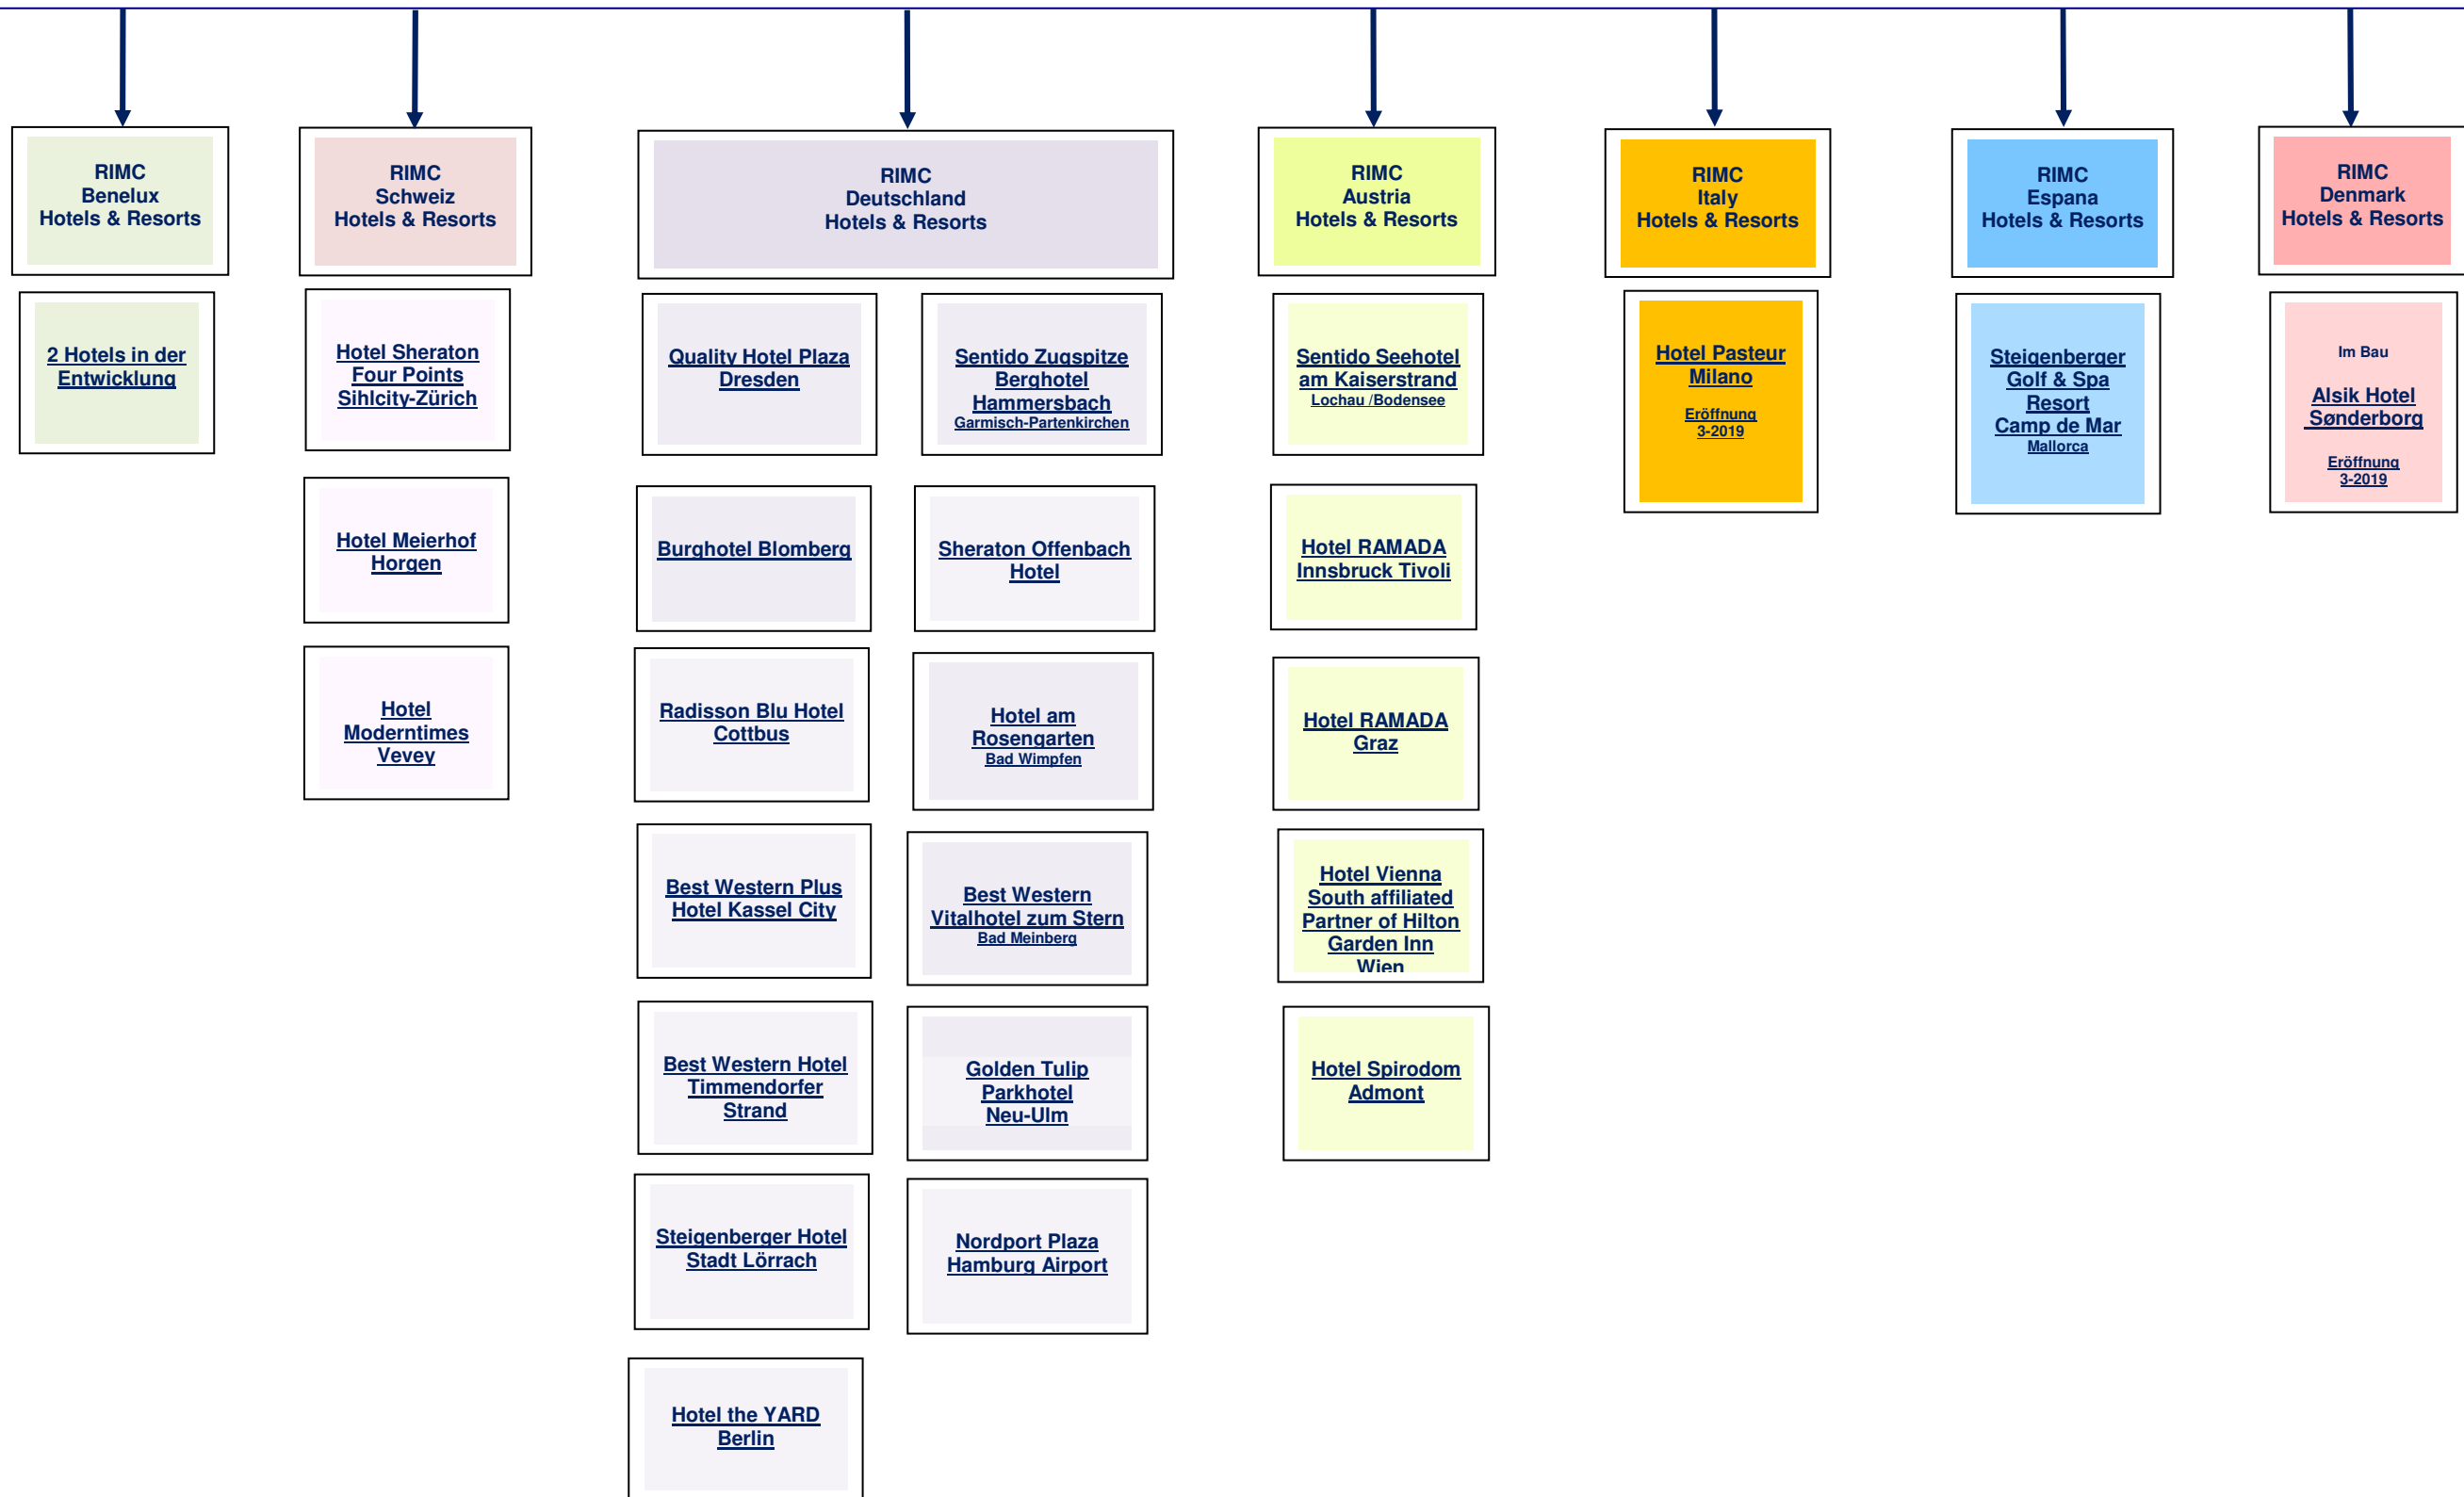 RIMC
Benelux
Hotels & Resorts
2 Hotels in der
Entwicklung
RIMC
Schweiz
Hotels & Resorts
Hotel Sheraton
Four Points
Sihlcity-Zürich
Hotel Meierhof
Horgen
Hotel
Moderntimes
Vevey
RIMC
Deutschland
Hotels & Resorts
Quality Hotel Plaza
Dresden
Burghotel Blomberg
Radisson Blu Hotel
Cottbus
Best Western Plus
Hotel Kassel City
Best Western Hotel
Timmendorfer
Strand
Steigenberger Hotel
Stadt Lörrach
Hotel the YARD
Berlin
Sentido Zugspitze
Berghotel
Hammersbach
Garmisch-Partenkirchen
Sheraton Offenbach
Hotel
Hotel am
Rosengarten
Bad Wimpfen
Best Western
Vitalhotel zum Stern
Bad Meinberg
Golden Tulip
Parkhotel
Neu-Ulm
Nordport Plaza
Hamburg Airport
RIMC
Austria
Hotels & Resorts
Sentido Seehotel
am Kaiserstrand
Lochau /Bodensee
Hotel RAMADA
Innsbruck Tivoli
Hotel RAMADA
Graz
Hotel Vienna
South affiliated
Partner of Hilton
Garden Inn
Wien
Hotel Spirodom
Admont
RIMC
Italy
Hotels & Resorts
Hotel Pasteur
Milano
Eröffnung
3-2019
RIMC
Espana
Hotels & Resorts
Steigenberger
Golf & Spa
Resort
Camp de Mar
Mallorca
RIMC
Denmark
Hotels & Resorts
Im Bau
Alsik Hotel
Sønderborg
Eröffnung
3-2019